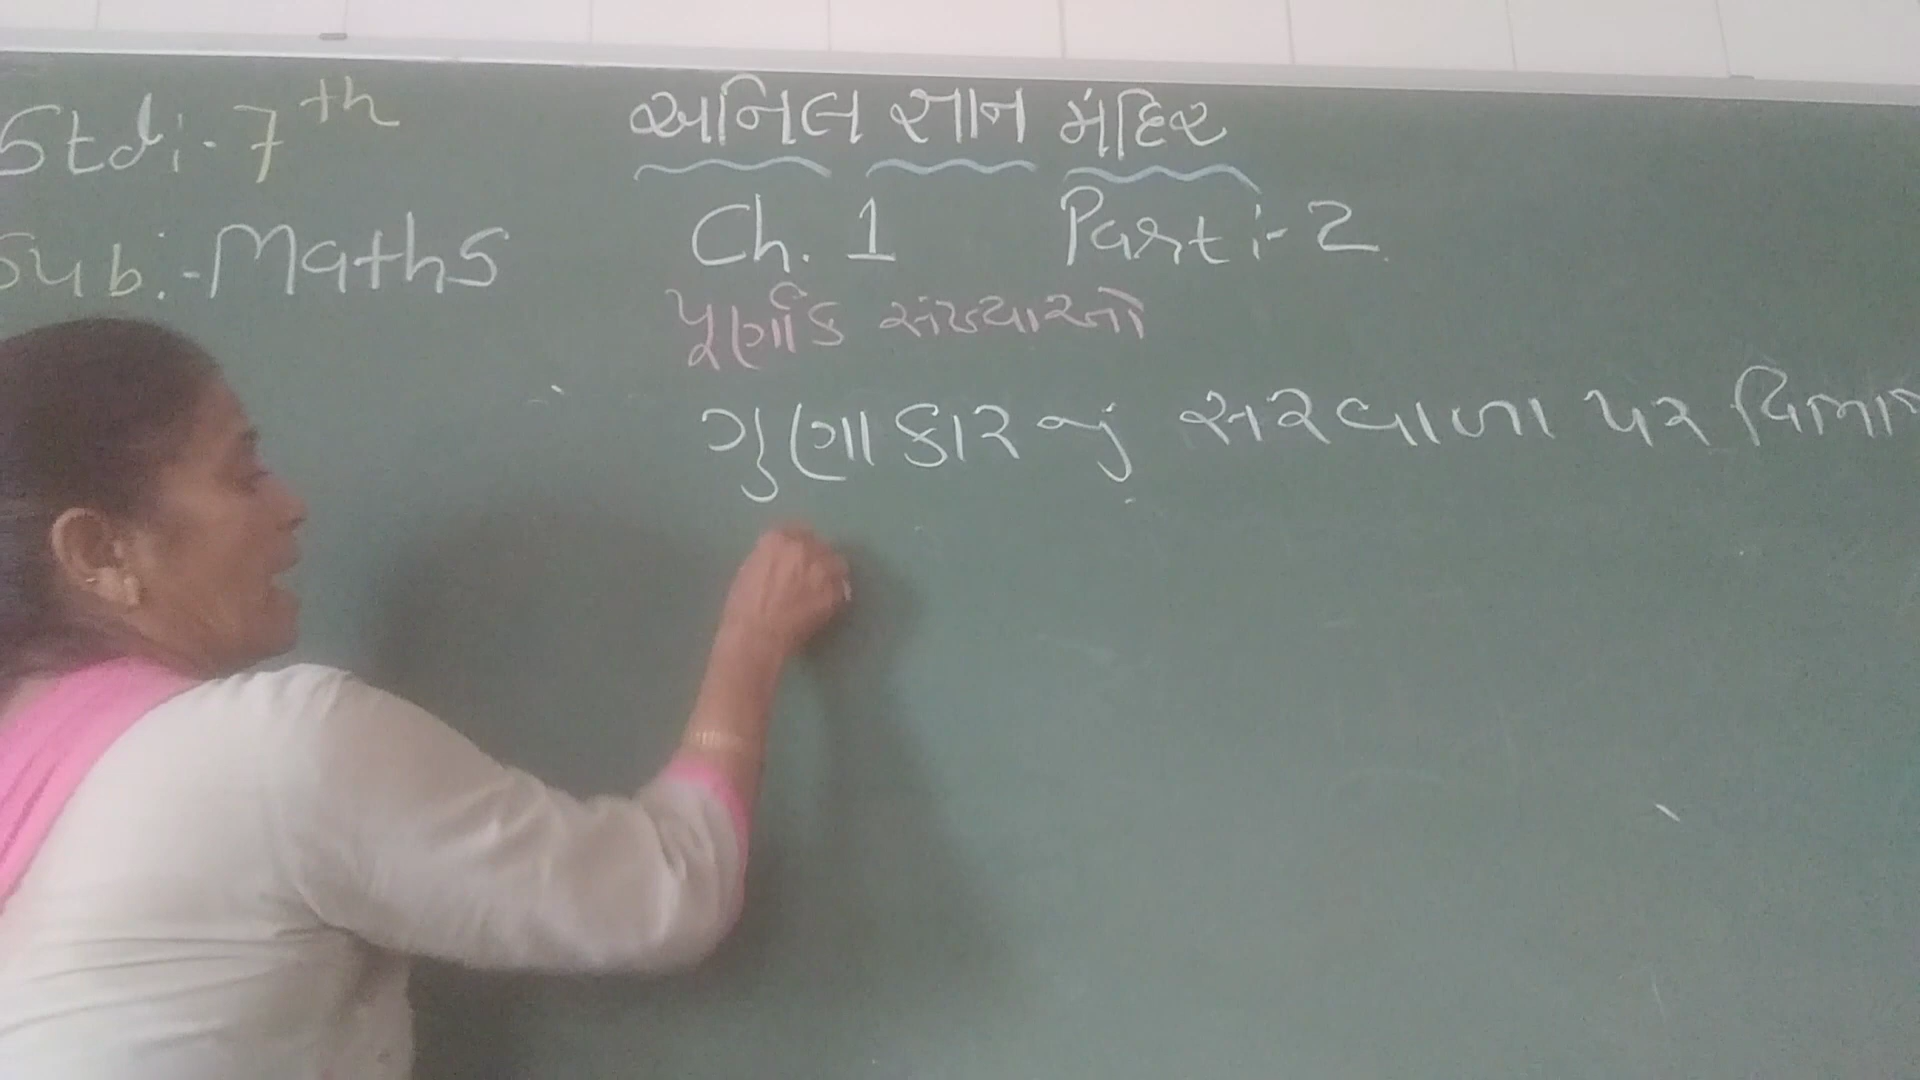 Std:- 7th
અનિલ જ્ઞાન મંદિર
Sub:- Maths
Ch. 1 Part:- 2
પૂર્ણાંક સંખ્યાઓ
ગુણાકારનું સરવાળા પર વિભા